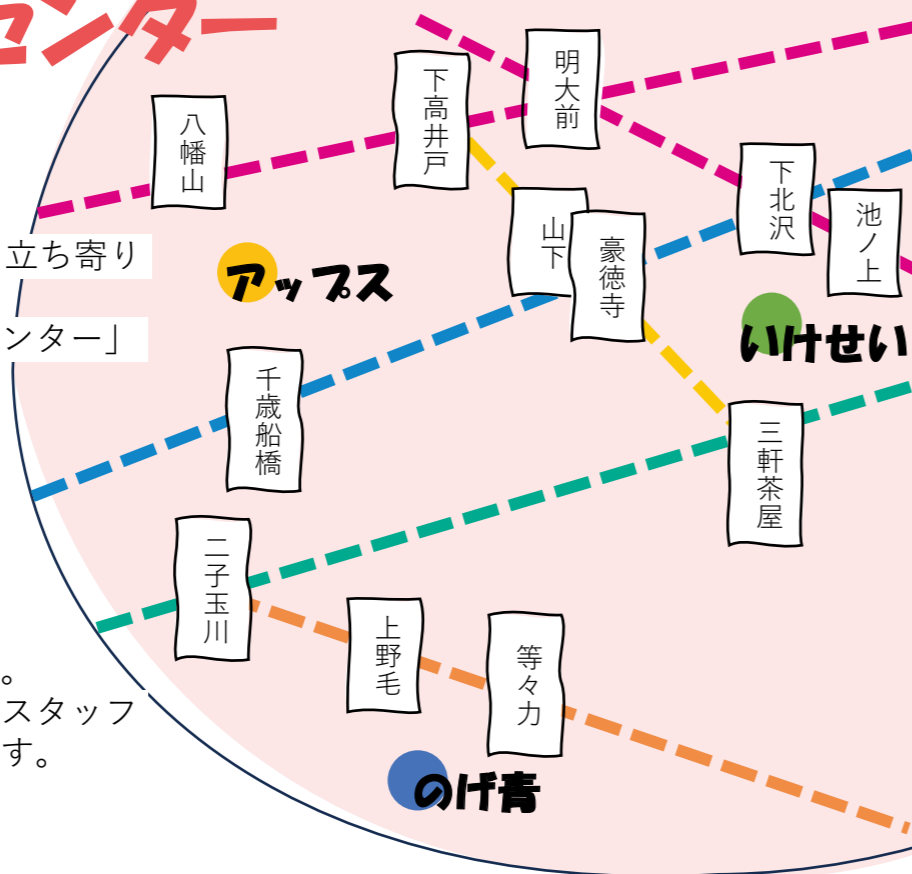 センター
明大前
下高井戸
八幡山
下北沢
池ノ上
山下
豪徳寺
立ち寄り
アップス
ンター」
いけせい
千歳船橋
三軒茶屋
二子玉川
上野毛
等々力
。
スタッフ
す。
のげ青